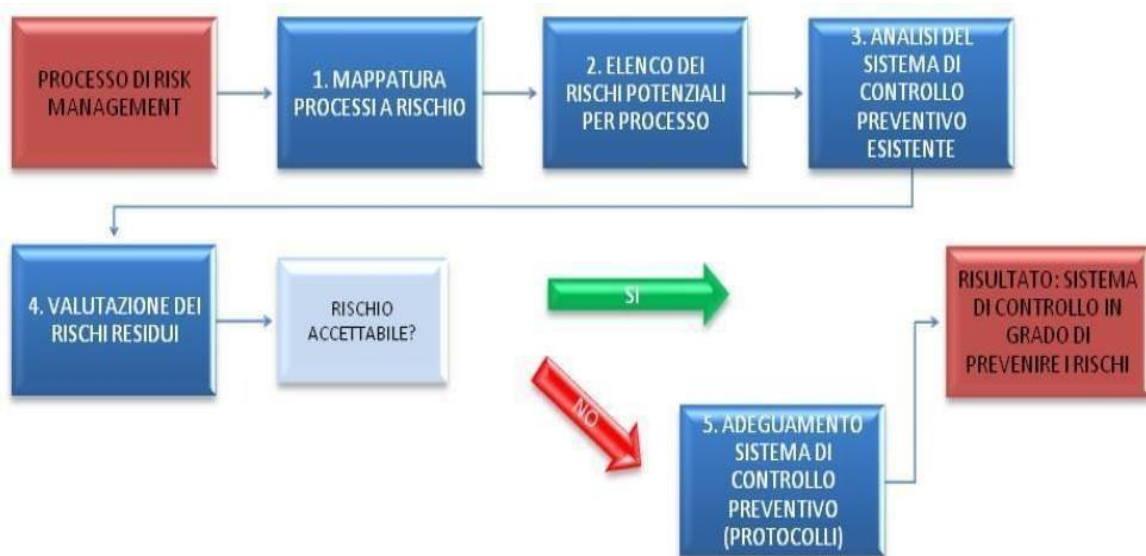 PROCESSO DI RISK
MANAGEMENT
1. MAPPATURA
PROCESSI A RISCHIO
2. ELENCO DEI
RISCHI POTENZIALI
PER PROCESSO
3. ANALISI DEL
SISTEMA DI
CONTROLLO
PREVENTIVO
ESISTENTE
4. VALUTAZIONE DEI
RISCHI RESIDUI
RISCHIO
ACCETTABILE?
SI
NO
5. ADEGUAMENTO
SISTEMA DI
CONTROLLO
PREVENTIVO
(PROTOCOLLI)
RISULTATO: SISTEMA
DI CONTROLLO IN
GRADO DI
PREVENIRE I RISCHI